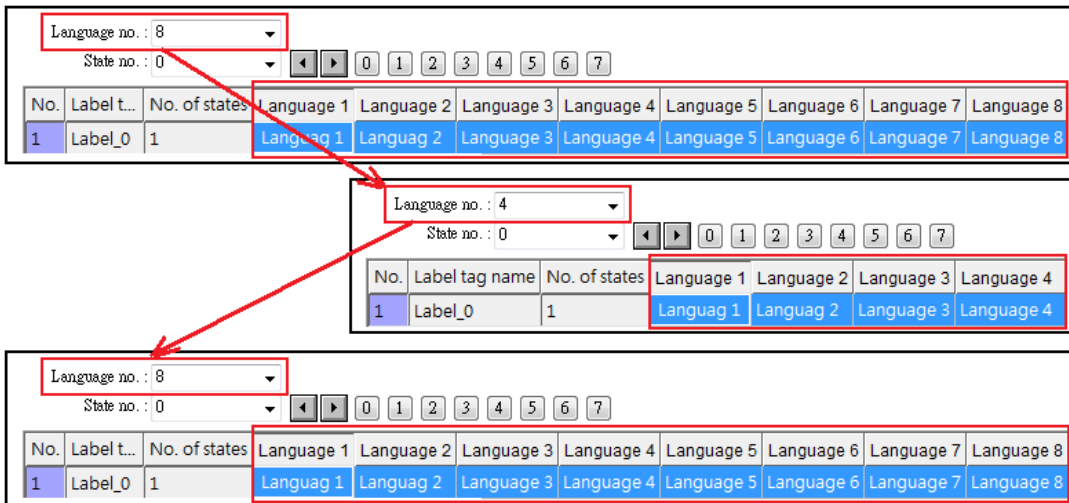 Language no. : 8
State no. : 0 0 1 2 3 4 5 6 7
No. Label t... No. of states Language 1 Language 2 Language 3 Language 4 Language 5 Language 6 Language 7 Language 8
1 Label_0 1 Languag 1 Languag 2 Language 3 Language 4 Language 5 Language 6 Language 7 Language 8
Language no. : 4
State no. : 0 0 1 2 3 4 5 6 7
No. Label tag name No. of states Language 1 Language 2 Language 3 Language 4
1 Label_0 1 Languag 1 Languag 2 Language 3 Language 4
Language no. : 8
State no. : 0 0 1 2 3 4 5 6 7
No. Label t... No. of states Language 1 Language 2 Language 3 Language 4 Language 5 Language 6 Language 7 Language 8
1 Label_0 1 Languag 1 Languag 2 Language 3 Language 4 Language 5 Language 6 Language 7 Language 8